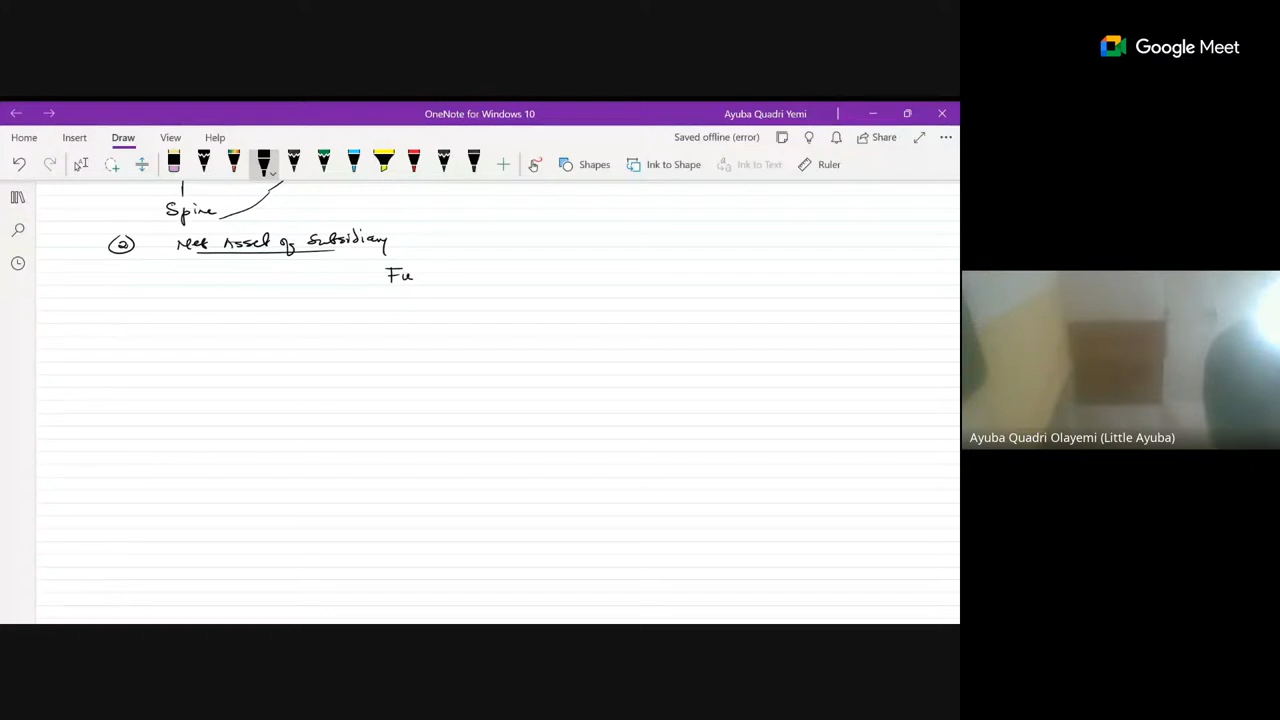 Google Meet
OneNote for Windows 10
Ayuba Quadri Yemi
Home Insert Draw View Help
Saved offline (error)
Share
Shapes Ink to Shape Ink to Text Ruler
Spine
② Net Asset of Subsidiary
Fu
Ayuba Quadri Olayemi (Little Ayuba)